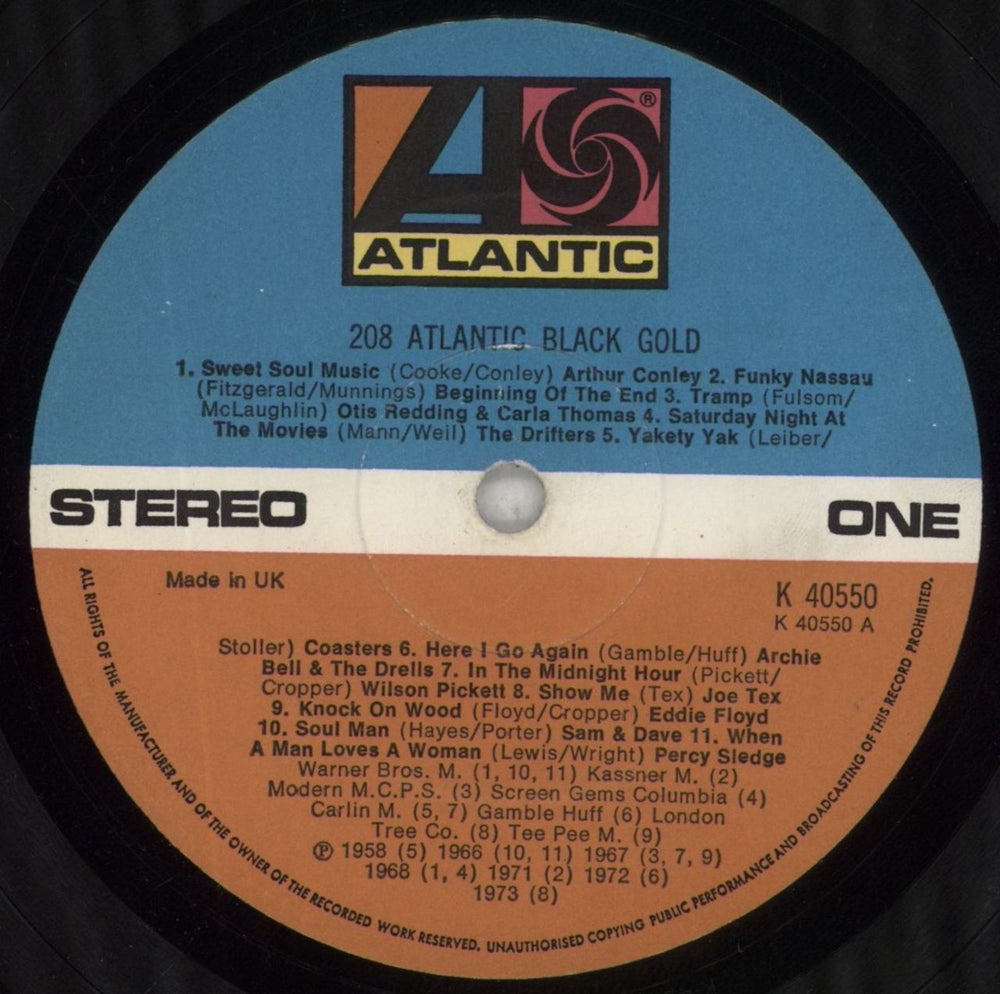 ®
ATLANTIC
208 ATLANTIC BLACK GOLD
1. Sweet Soul Music (Cooke/Conley) Arthur Conley 2. Funky Nassau
(Fitzgerald/Munnings) Beginning Of The End 3. Tramp (Fulsom/
McLaughlin) Otis Redding & Carla Thomas 4. Saturday Night At
The Movies (Mann/Weil) The Drifters 5. Yakety Yak (Leiber/
STEREO ONE
Made in UK
K 40550
K 40550 A
Stoller) Coasters 6. Here I Go Again (Gamble/Huff) Archie
Bell & The Drells 7. In The Midnight Hour (Pickett/
Cropper) Wilson Pickett 8. Show Me (Tex) Joe Tex
9. Knock On Wood (Floyd/Cropper) Eddie Floyd
10. Soul Man (Hayes/Porter) Sam & Dave 11. When
A Man Loves A Woman (Lewis/Wright) Percy Sledge
Warner Bros. M. (1, 10, 11) Kassner M. (2)
Modern M.C.P.S. (3) Screen Gems Columbia (4)
Carlin M. (5, 7) Gamble Huff (6) London
Tree Co. (8) Tee Pee M. (9)
℗ 1958 (5) 1966 (10, 11) 1967 (3, 7, 9)
1968 (1, 4) 1971 (2) 1972 (6)
1973 (8)
ALL RIGHTS OF THE MANUFACTURER AND OF THE OWNER OF THE RECORDED WORK RESERVED. UNAUTHORISED COPYING PUBLIC PERFORMANCE AND BROADCASTING OF THIS RECORD PROHIBITED.